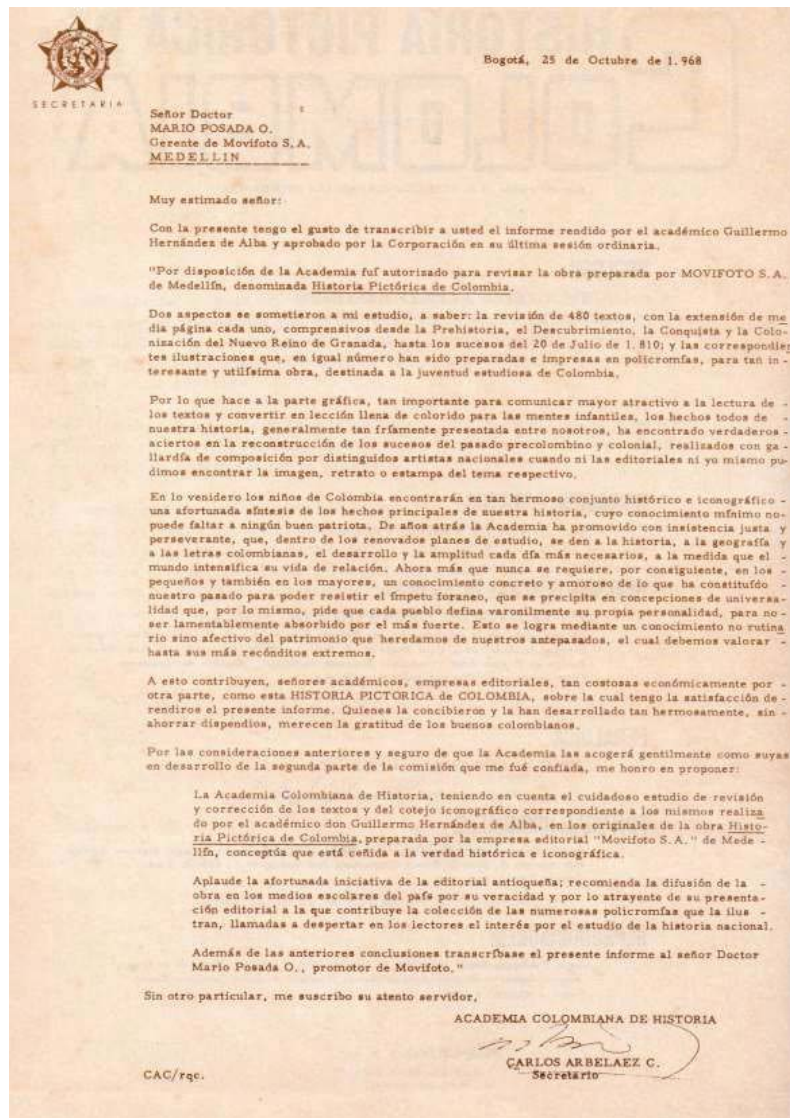 Bogotá, 25 de Octubre de 1.968
SECRETARIA
Señor Doctor
MARIO POSADA O.
Gerente de Movifoto S.A.
MEDELLIN
Muy estimado señor:
Con la presente tengo el gusto de transcribir a usted el informe rendido por el académico Guillermo
Hernández de Alba y aprobado por la Corporación en su última sesión ordinaria.
"Por disposición de la Academia fuí autorizado para revisar la obra preparada por MOVIFOTO S.A.
de Medellín, denominada Historia Pictórica de Colombia.
Dos aspectos se sometieron a mi estudio, a saber: la revisión de 480 textos, con la extensión de me
dia página cada uno, comprensivos desde la Prehistoria, el Descubrimiento, la Conquista y la Colo-
nización del Nuevo Reino de Granada, hasta los sucesos del 20 de Julio de 1.810; y las correspondien
tes ilustraciones que, en igual número han sido preparadas e impresas en policromías, para tan in -
teresante y utilísima obra, destinada a la juventud estudiosa de Colombia.
Por lo que hace a la parte gráfica, tan importante para comunicar mayor atractivo a la lectura de -
los textos y convertir en lección llena de colorido para las mentes infantiles, los hechos todos de -
nuestra historia, generalmente tan fríamente presentada entre nosotros, ha encontrado verdaderos -
aciertos en la reconstrucción de los sucesos del pasado precolombino y colonial, realizados con ga -
llardía de composición por distinguidos artistas nacionales cuando ni las editoriales ni yo mismo pu-
dimos encontrar la imagen, retrato o estampa del tema respectivo.
En lo venidero los niños de Colombia encontrarán en tan hermoso conjunto histórico e iconográfico -
una afortunada síntesis de los hechos principales de nuestra historia, cuyo conocimiento mínimo no-
puede faltar a ningún buen patriota. De años atrás la Academia ha promovido con insistencia justa y
perseverante, que, dentro de los renovados planes de estudio, se den a la historia, a la geografía y
a las letras colombianas, el desarrollo y la amplitud cada día más necesarios, a la medida que el
mundo intensifica su vida de relación. Ahora más que nunca se requiere, por consiguiente, en los -
pequeños y también en los mayores, un conocimiento concreto y amoroso de lo que ha constituído -
nuestro pasado para poder resistir el ímpetu foraneo, que se precipita en concepciones de universa-
lidad que, por lo mismo, pide que cada pueblo defina varonilmente su propia personalidad, para no -
ser lamentablemente absorbido por el más fuerte. Esto se logra mediante un conocimiento no rutina
rio sino afectivo del patrimonio que heredamos de nuestros antepasados, el cual debemos valorar -
hasta sus más recónditos extremos.
A esto contribuyen, señores académicos, empresas editoriales, tan costosas económicamente por -
otra parte, como esta HISTORIA PICTORICA de COLOMBIA, sobre la cual tengo la satisfacción de -
rendiros el presente informe. Quienes la concibieron y la han desarrollado tan hermosamente, sin -
ahorrar dispendios, merecen la gratitud de los buenos colombianos.
Por las consideraciones anteriores y seguro de que la Academia las acogerá gentilmente como suyas
en desarrollo de la segunda parte de la comisión que me fué confiada, me honro en proponer:
La Academia Colombiana de Historia, teniendo en cuenta el cuidadoso estudio de revisión
y corrección de los textos y del cotejo iconográfico correspondiente a los mismos realiza
do por el académico don Guillermo Hernández de Alba, en los originales de la obra Histo-
ria Pictórica de Colombia, preparada por la empresa editorial "Movifoto S.A." de Mede -
llín, conceptúa que está ceñida a la verdad histórica e iconográfica.
Aplaude la afortunada iniciativa de la editorial antioqueña; recomienda la difusión de la -
obra en los medios escolares del país por su veracidad y por lo atrayente de su presenta-
ción editorial a la que contribuye la colección de las numerosas policromías que la ilus -
tran, llamadas a despertar en los lectores el interés por el estudio de la historia nacional.
Además de las anteriores conclusiones transcríbase el presente informe al señor Doctor
Mario Posada O., promotor de Movifoto."
Sin otro particular, me suscribo su atento servidor,
ACADEMIA COLOMBIANA DE HISTORIA
CARLOS ARBELAEZ C.
Secretario
CAC/rqc.